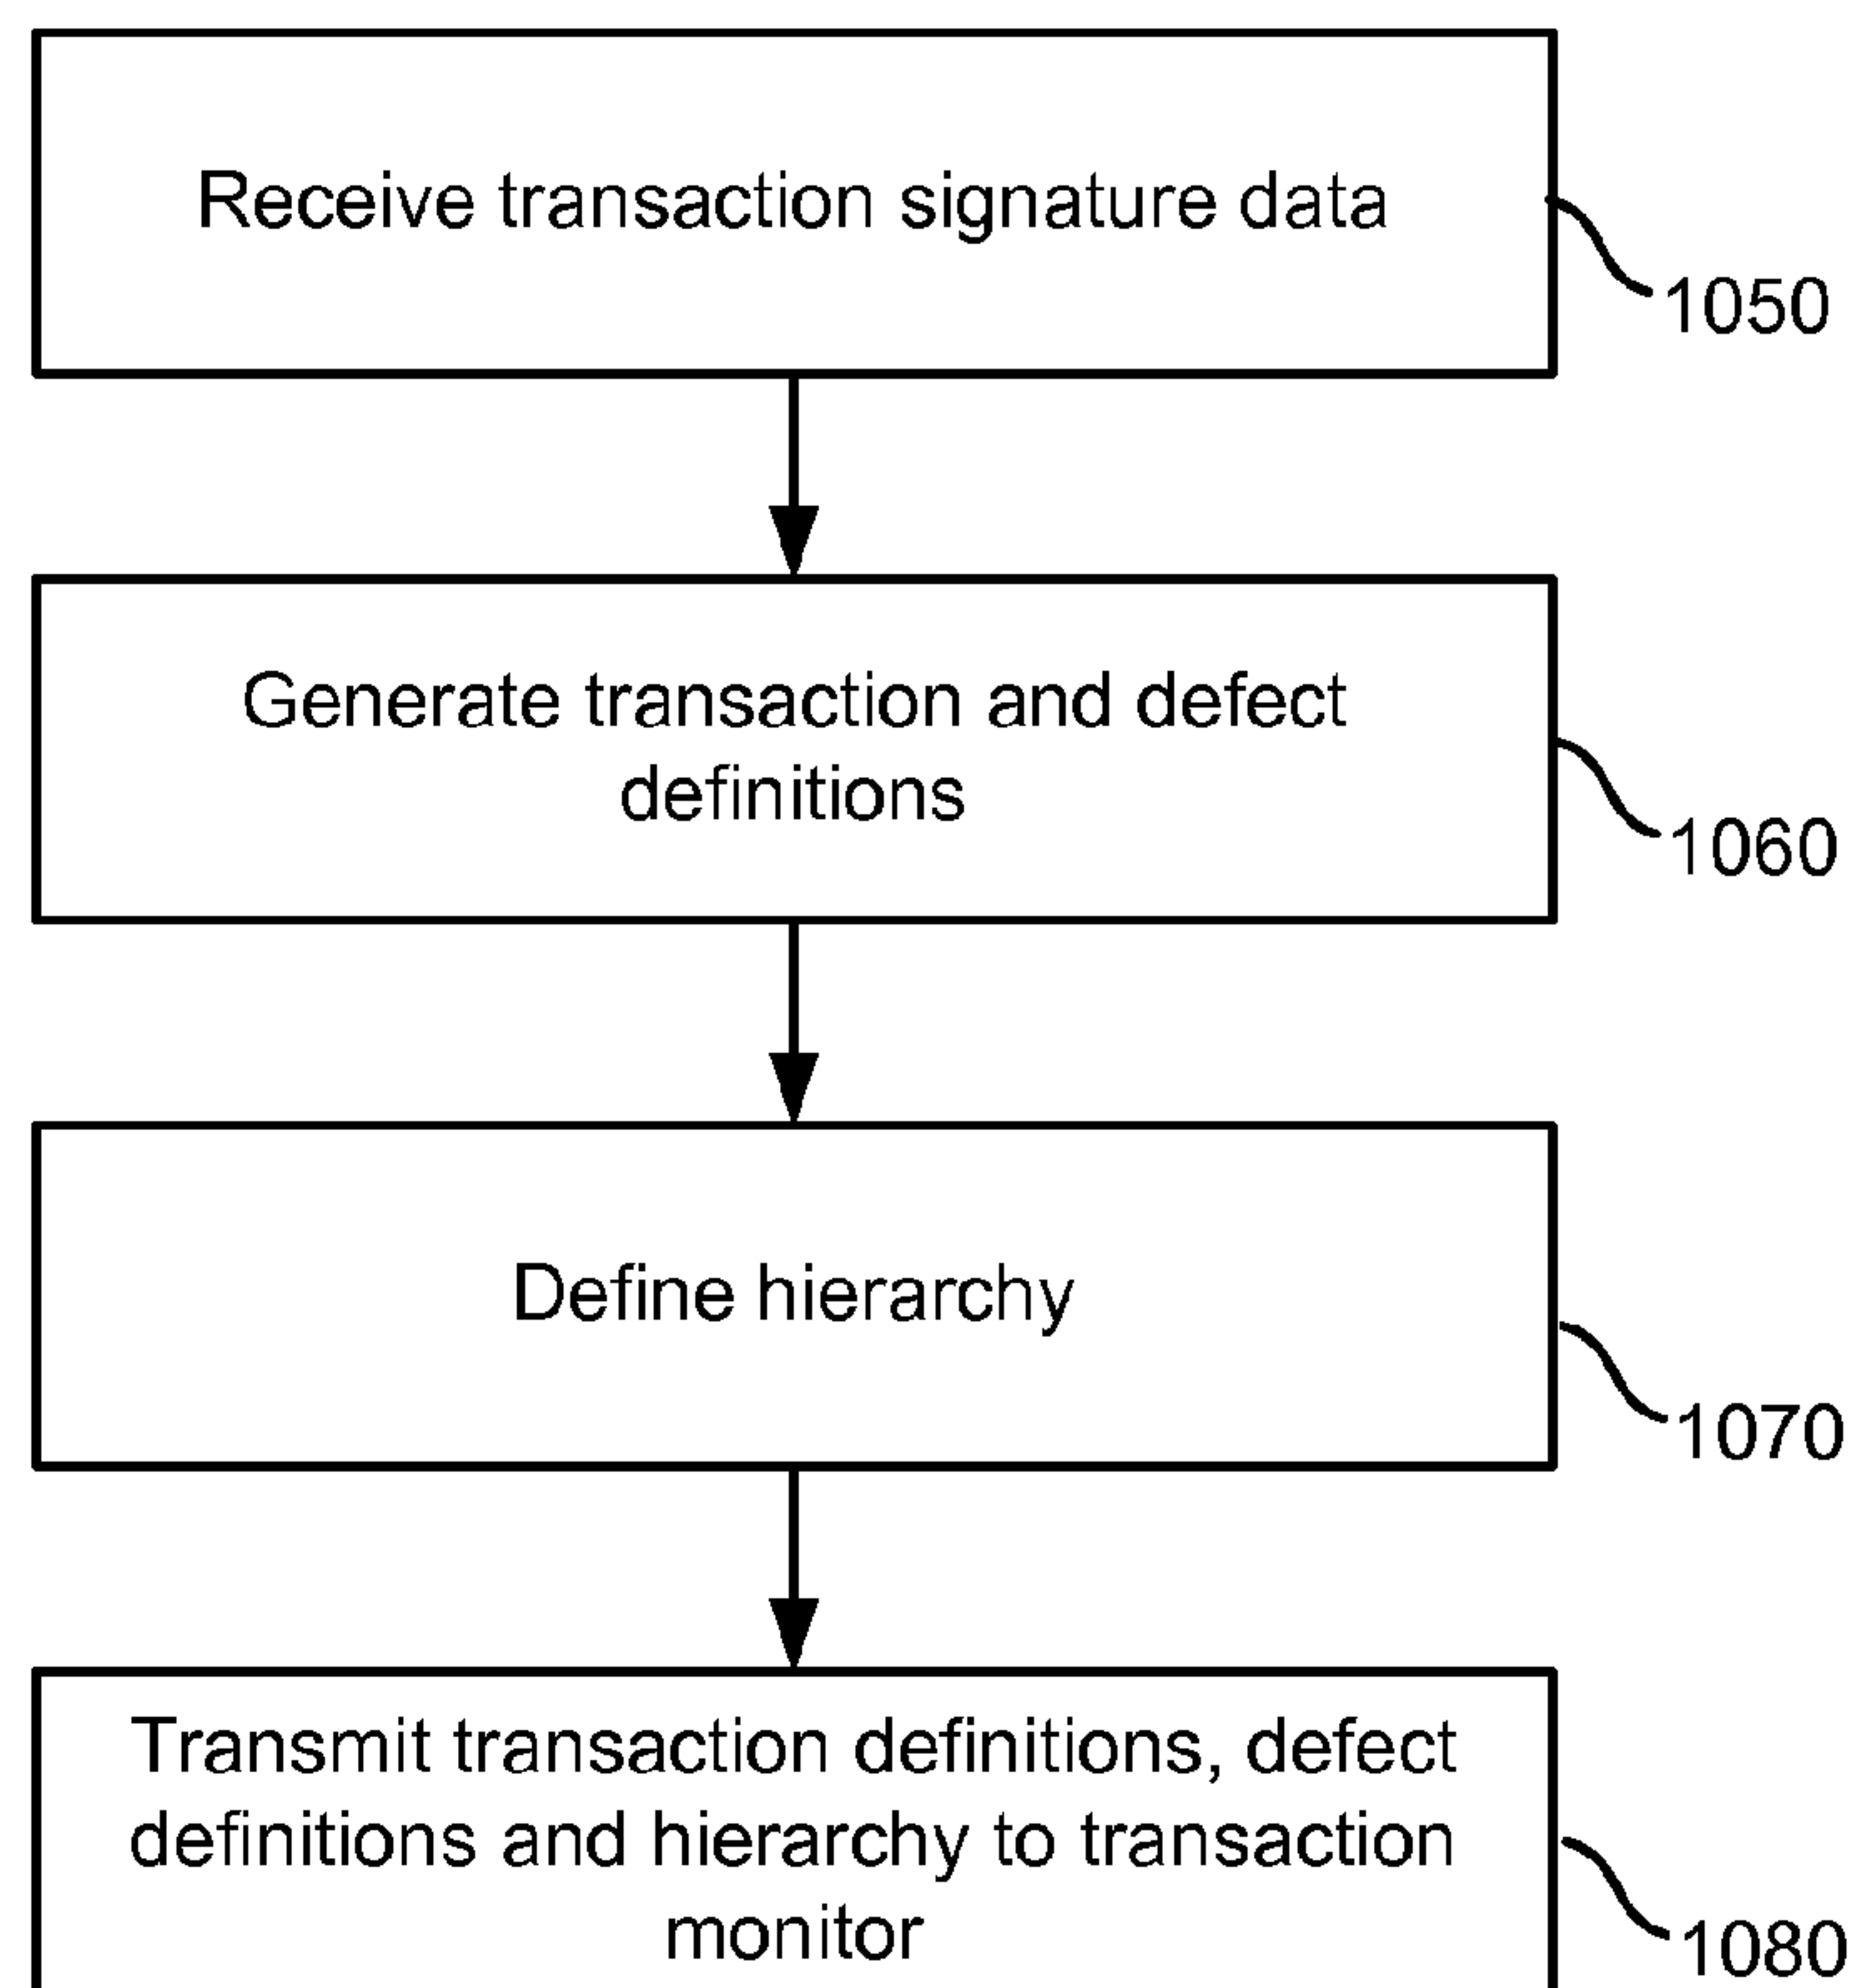 Receive transaction signature data
1050
Generate transaction and defect
definitions
1060
Define hierarchy
1070
Transmit transaction definitions, defect
definitions and hierarchy to transaction
monitor
1080